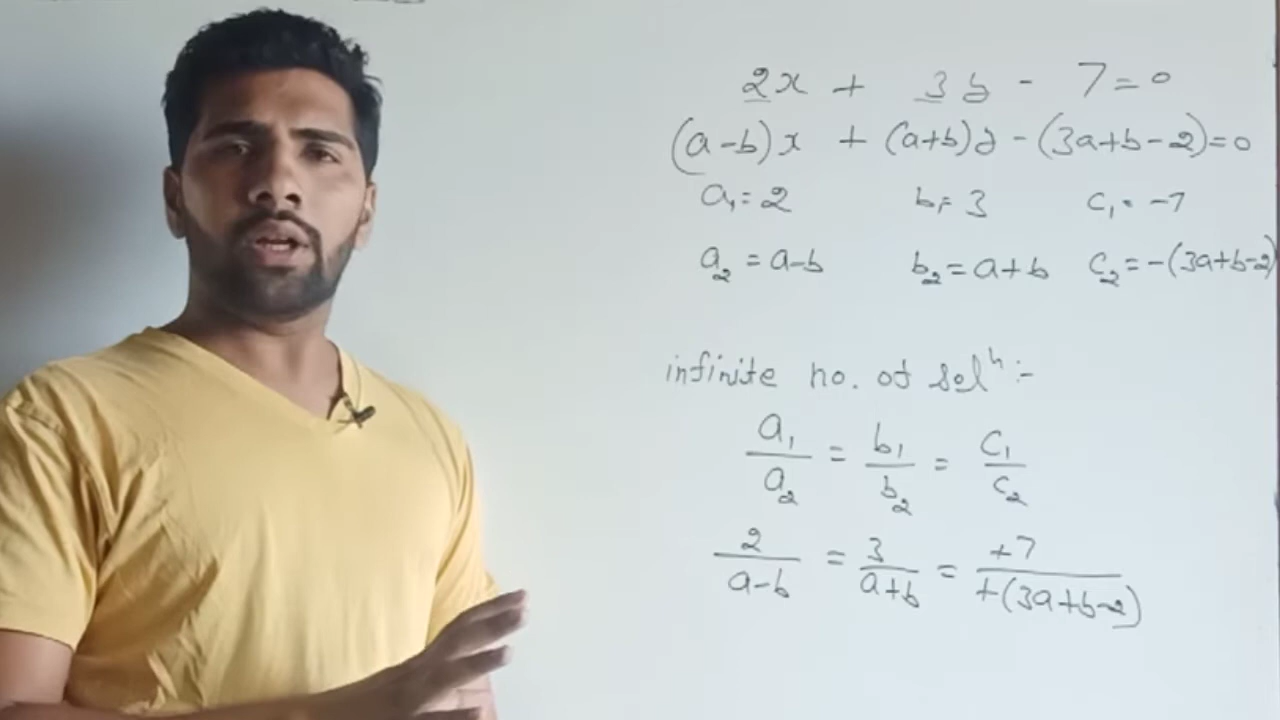 2x + 3y - 7 = 0
(a-b)x + (a+b)y - (3a+b-2) = 0
a₁ = 2 b₁ = 3 c₁ = -7
a₂ = a-b b₂ = a+b c₂ = -(3a+b-2)
infinite no. of solⁿ :-
a₁/a₂ = b₁/b₂ = c₁/c₂
2/(a-b) = 3/(a+b) = +7/+(3a+b-2)